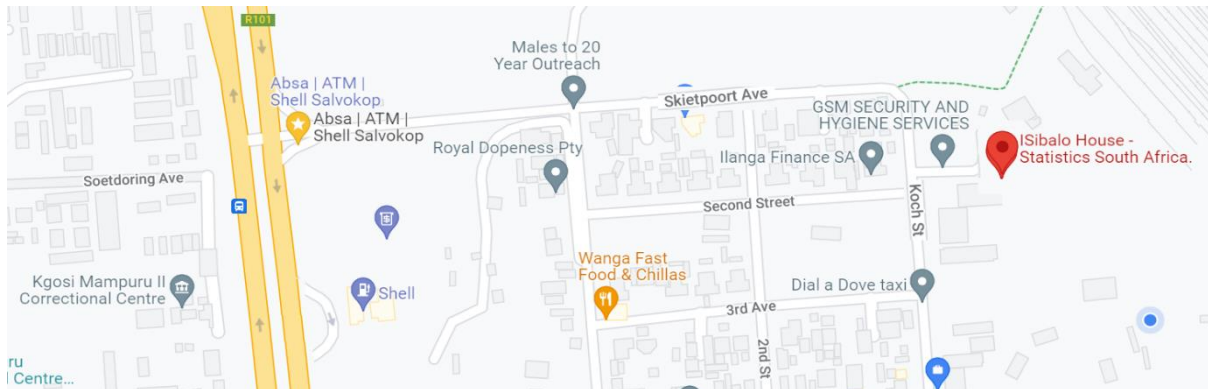 R101
Males to 20
Year Outreach
Absa | ATM |
Shell Salvokop
Absa | ATM |
Shell Salvokop
Skietpoort Ave
GSM SECURITY AND
HYGIENE SERVICES
ISibalo House -
Statistics South Africa.
Royal Dopeness Pty
Ilanga Finance SA
Soetdoring Ave
Second Street
Koch St
Wanga Fast
Food & Chillas
Kgosi Mampuru II
Correctional Centre
Shell
Dial a Dove taxi
3rd Ave
2nd St
ru
l Centre...